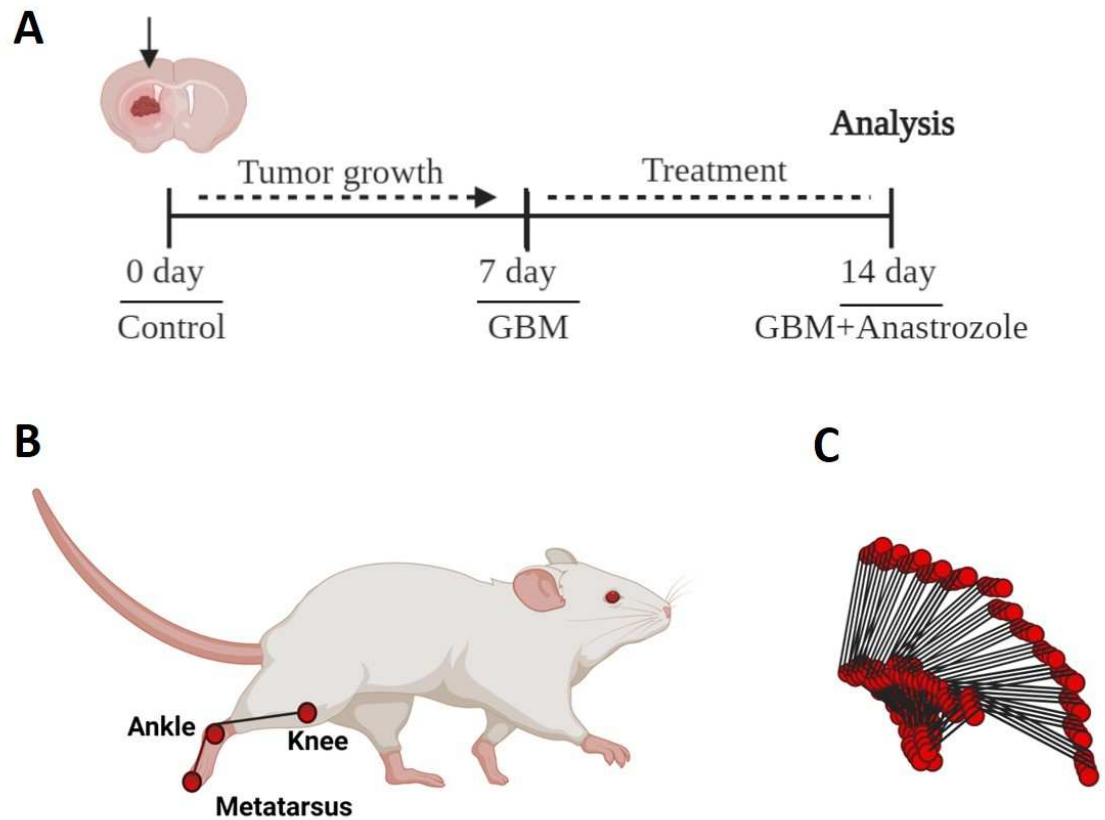 A
Analysis
Tumor growth
Treatment
0 day
7 day
14 day
Control
GBM
GBM+Anastrozole
B
C
Ankle
Knee
Metatarsus